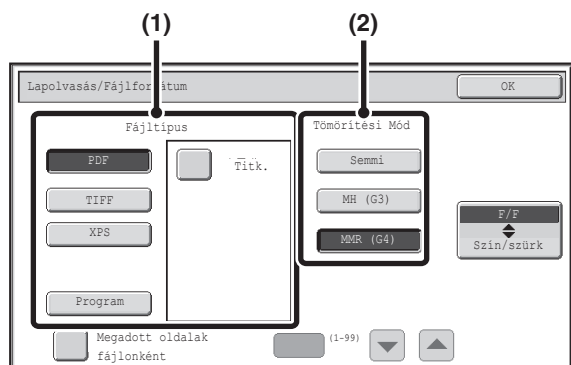 (1) (2)
Lapolvasás/Fájlformátum OK
Fájltípus Tömörítési Mód
PDF Titk. Semmi
TIFF MH (G3)
XPS MMR (G4)
F/F
Szín/szürk
Program
Megadott oldalak
fájlonként
(1-99)